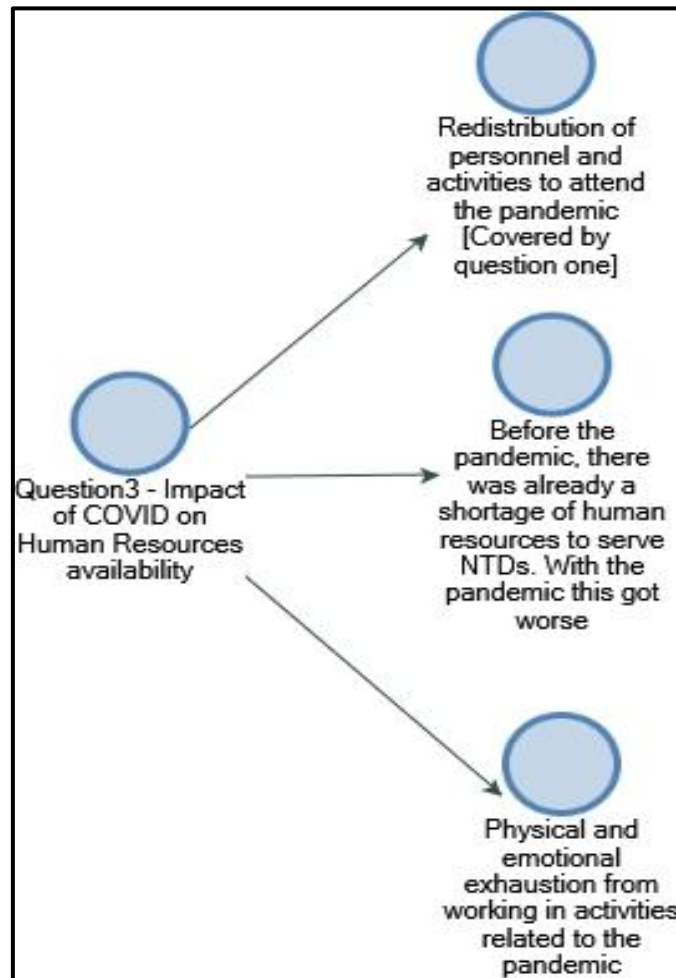 Redistribution of
personnel and
activities to attend
the pandemic
[Covered by
question one]
Question3 - Impact
of COVID on
Human Resources
availability
Before the
pandemic, there
was already a
shortage of human
resources to serve
NTDs. With the
pandemic this got
worse
Physical and
emotional
exhaustion from
working in activities
related to the
pandemic